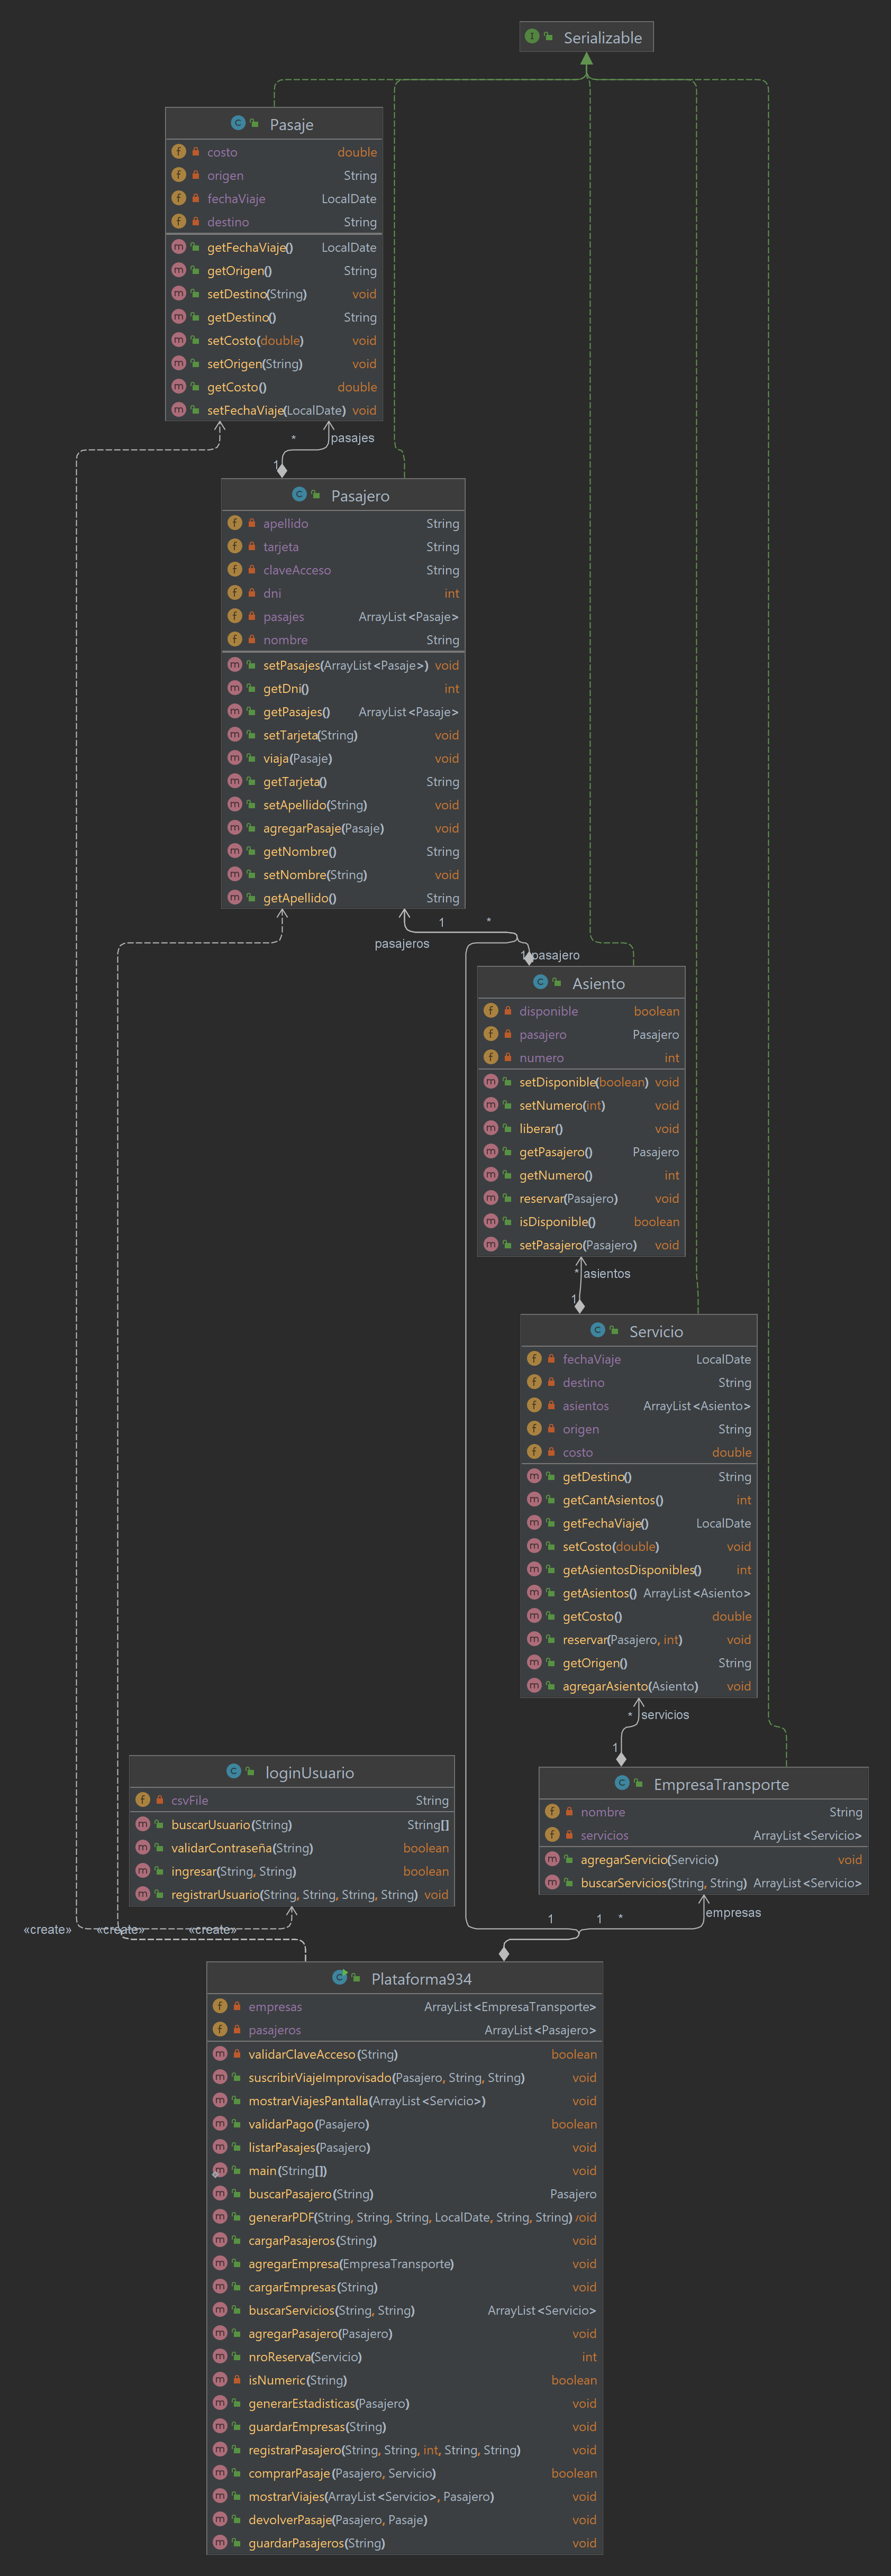 Serializable
Pasaje
costo double
origen String
fechaViaje LocalDate
destino String
getFechaViaje() LocalDate
getOrigen() String
setDestino(String) void
getDestino() String
setCosto(double) void
setOrigen(String) void
getCosto() double
setFechaViaje(LocalDate) void
* pasajes
1
Pasajero
apellido String
tarjeta String
claveAcceso String
dni int
pasajes ArrayList<Pasaje>
nombre String
setPasajes(ArrayList<Pasaje>) void
getDni() int
getPasajes() ArrayList<Pasaje>
setTarjeta(String) void
viaja(Pasaje) void
getTarjeta() String
setApellido(String) void
agregarPasaje(Pasaje) void
getNombre() String
setNombre(String) void
getApellido() String
1 *
pasajeros
1 pasajero
Asiento
disponible boolean
pasajero Pasajero
numero int
setDisponible(boolean) void
setNumero(int) void
liberar() void
getPasajero() Pasajero
getNumero() int
reservar(Pasajero) void
isDisponible() boolean
setPasajero(Pasajero) void
* asientos
1
Servicio
fechaViaje LocalDate
destino String
asientos ArrayList<Asiento>
origen String
costo double
getDestino() String
getCantAsientos() int
getFechaViaje() LocalDate
setCosto(double) void
getAsientosDisponibles() int
getAsientos() ArrayList<Asiento>
getCosto() double
reservar(Pasajero, int) void
getOrigen() String
agregarAsiento(Asiento) void
* servicios
1
loginUsuario
csvFile String
buscarUsuario(String) String[]
validarContraseña(String) boolean
ingresar(String, String) boolean
registrarUsuario(String, String, String, String) void
EmpresaTransporte
nombre String
servicios ArrayList<Servicio>
agregarServicio(Servicio) void
buscarServicios(String, String) ArrayList<Servicio>
empresas
1 1 *
«create» «create» «create»
Plataforma934
empresas ArrayList<EmpresaTransporte>
pasajeros ArrayList<Pasajero>
validarClaveAcceso(String) boolean
suscribirViajeImprovisado(Pasajero, String, String) void
mostrarViajesPantalla(ArrayList<Servicio>) void
validarPago(Pasajero) boolean
listarPasajes(Pasajero) void
main(String[]) void
buscarPasajero(String) Pasajero
generarPDF(String, String, String, LocalDate, String, String) void
cargarPasajeros(String) void
agregarEmpresa(EmpresaTransporte) void
cargarEmpresas(String) void
buscarServicios(String, String) ArrayList<Servicio>
agregarPasajero(Pasajero) void
nroReserva(Servicio) int
isNumeric(String) boolean
generarEstadisticas(Pasajero) void
guardarEmpresas(String) void
registrarPasajero(String, String, int, String, String) void
comprarPasaje(Pasajero, Servicio) boolean
mostrarViajes(ArrayList<Servicio>, Pasajero) void
devolverPasaje(Pasajero, Pasaje) void
guardarPasajeros(String) void